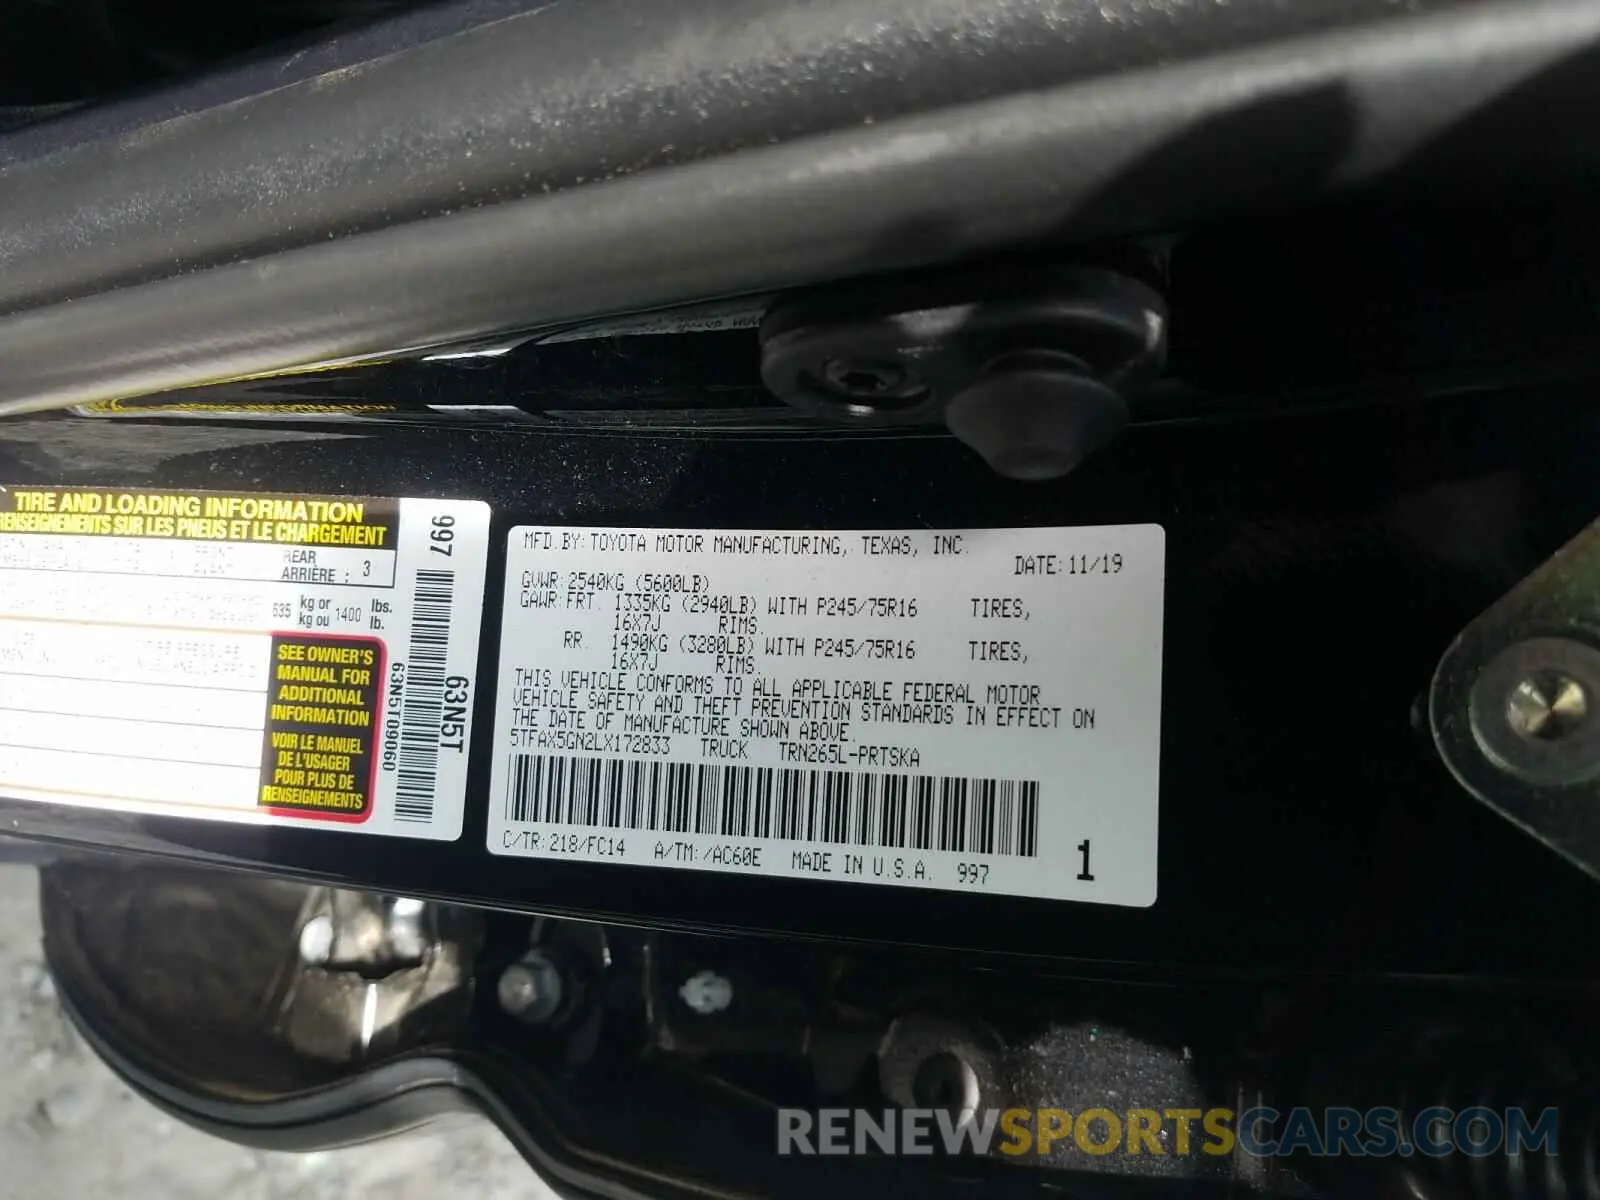 TIRE AND LOADING INFORMATION
RENSEIGNEMENTS SUR LES PNEUS ET LE CHARGEMENT
REAR
ARRIÈRE : 3
635 kg or
kg ou 1400 lbs.
lb.
SEE OWNER'S
MANUAL FOR
ADDITIONAL
INFORMATION
VOIR LE MANUEL
DE L'USAGER
POUR PLUS DE
RENSEIGNEMENTS
997
63N5T
63N5T09060
MFD. BY: TOYOTA MOTOR MANUFACTURING, TEXAS, INC.
DATE: 11/19
GVWR: 2540KG (5600LB)
GAWR: FRT. 1335KG (2940LB) WITH P245/75R16 TIRES,
16X7J RIMS.
RR. 1490KG (3280LB) WITH P245/75R16 TIRES,
16X7J RIMS.
THIS VEHICLE CONFORMS TO ALL APPLICABLE FEDERAL MOTOR
VEHICLE SAFETY AND THEFT PREVENTION STANDARDS IN EFFECT ON
THE DATE OF MANUFACTURE SHOWN ABOVE.
5TFAX5GN2LX172833 TRUCK TRN265L-PRTSKA
C/TR: 218/FC14 A/TM: /AC60E MADE IN U.S.A. 997
1
RENEWSPORTSCARS.COM